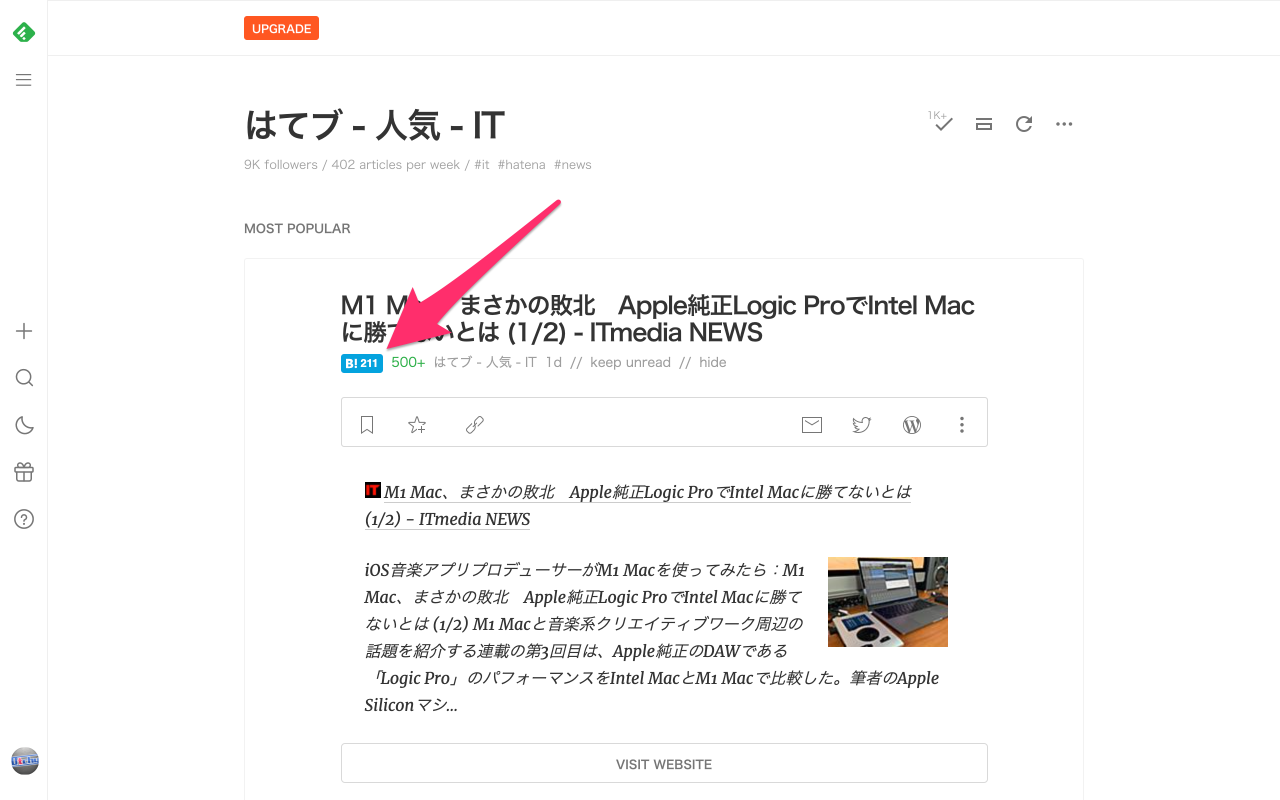 UPGRADE
はてブ - 人気 - IT
1K+
9K followers / 402 articles per week / #it #hatena #news
MOST POPULAR
M1 M 、まさかの敗北　Apple純正Logic ProでIntel Mac
に勝 いとは (1/2) - ITmedia NEWS
B! 211 500+ はてブ - 人気 - IT 1d // keep unread // hide
IT M1 Mac、まさかの敗北　Apple純正Logic ProでIntel Macに勝てないとは
(1/2) - ITmedia NEWS
iOS音楽アプリプロデューサーがM1 Macを使ってみたら：M1
Mac、まさかの敗北　Apple純正Logic ProでIntel Macに勝て
ないとは (1/2) M1 Macと音楽系クリエイティブワーク周辺の
話題を紹介する連載の第3回目は、Apple純正のDAWである
「Logic Pro」のパフォーマンスをIntel MacとM1 Macで比較した。筆者のApple
Siliconマシ...
VISIT WEBSITE